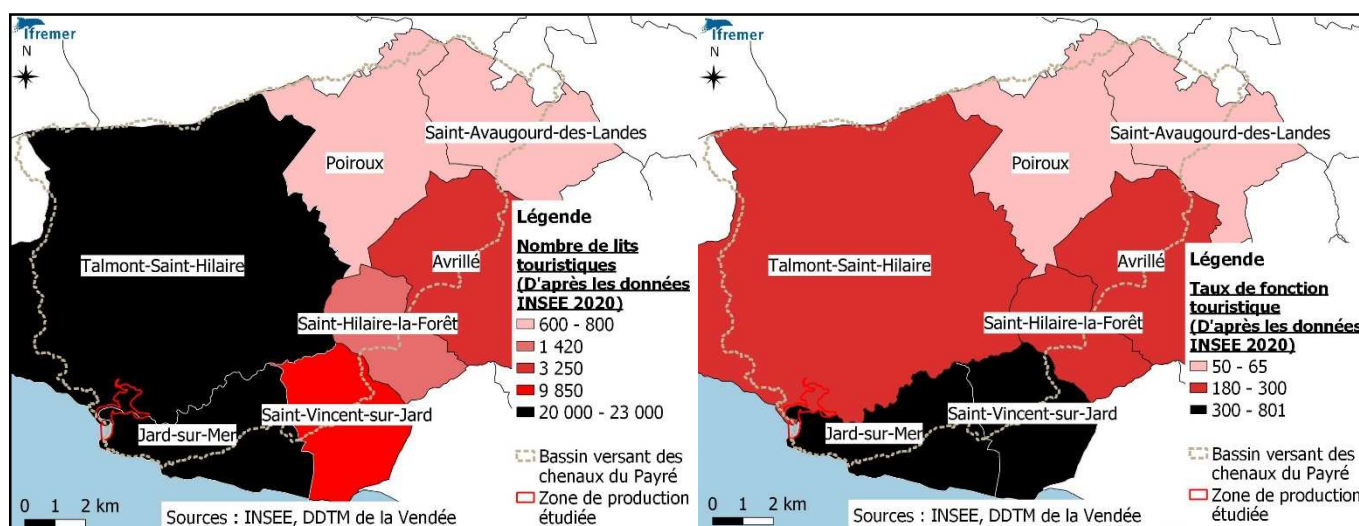 Ifremer
N
Saint-Avaugourd-des-Landes
Poiroux
Talmont-Saint-Hilaire
Avrillé
Saint-Hilaire-la-Forêt
Saint-Vincent-sur-Jard
Jard-sur-Mer
Légende
Nombre de lits
touristiques
(D'après les données
INSEE 2020)
600 - 800
1 420
3 250
9 850
20 000 - 23 000
Bassin versant des
chenaux du Payré
Zone de production
étudiée
0 1 2 km
Sources : INSEE, DDTM de la Vendée
Ifremer
N
Saint-Avaugourd-des-Landes
Poiroux
Talmont-Saint-Hilaire
Avrillé
Saint-Hilaire-la-Forêt
Saint-Vincent-sur-Jard
Jard-sur-Mer
Légende
Taux de fonction
touristique
(D'après les données
INSEE 2020)
50 - 65
180 - 300
300 - 801
Bassin versant des
chenaux du Payré
Zone de production
étudiée
0 1 2 km
Sources : INSEE, DDTM de la Vendée